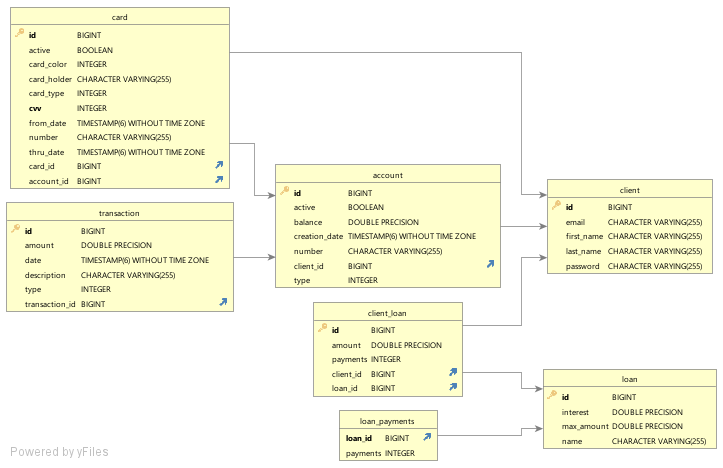 card
id BIGINT
active BOOLEAN
card_color INTEGER
card_holder CHARACTER VARYING(255)
card_type INTEGER
cvv INTEGER
from_date TIMESTAMP(6) WITHOUT TIME ZONE
number CHARACTER VARYING(255)
thru_date TIMESTAMP(6) WITHOUT TIME ZONE
card_id BIGINT
account_id BIGINT
transaction
id BIGINT
amount DOUBLE PRECISION
date TIMESTAMP(6) WITHOUT TIME ZONE
description CHARACTER VARYING(255)
type INTEGER
transaction_id BIGINT
account
id BIGINT
active BOOLEAN
balance DOUBLE PRECISION
creation_date TIMESTAMP(6) WITHOUT TIME ZONE
number CHARACTER VARYING(255)
client_id BIGINT
type INTEGER
client
id BIGINT
email CHARACTER VARYING(255)
first_name CHARACTER VARYING(255)
last_name CHARACTER VARYING(255)
password CHARACTER VARYING(255)
client_loan
id BIGINT
amount DOUBLE PRECISION
payments INTEGER
client_id BIGINT
loan_id BIGINT
loan
id BIGINT
interest DOUBLE PRECISION
max_amount DOUBLE PRECISION
name CHARACTER VARYING(255)
loan_payments
loan_id BIGINT
payments INTEGER
Powered by yFiles